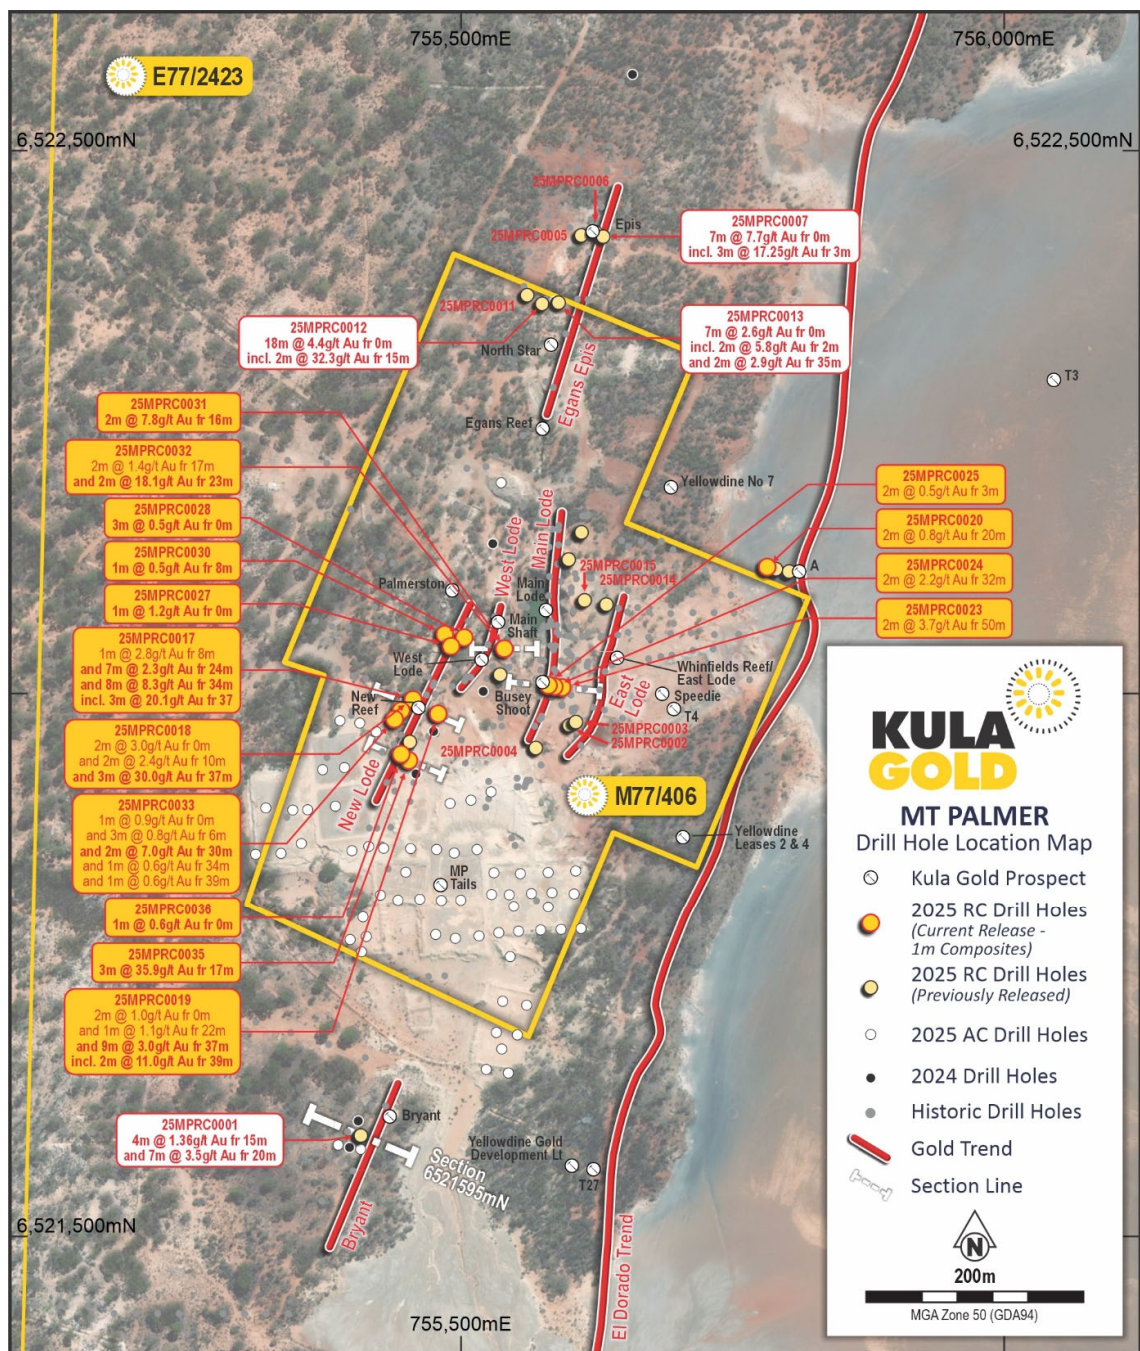 755,500mE
756,000mE
E77/2423
6,522,500mN
6,522,500mN
25MPRC0006
Epis
25MPRC0005
25MPRC0007
7m @ 7.7g/t Au fr 0m
incl. 3m @ 17.25g/t Au fr 3m
25MPRC0011
25MPRC0012
18m @ 4.4g/t Au fr 0m
incl. 2m @ 32.3g/t Au fr 15m
25MPRC0013
7m @ 2.6g/t Au fr 0m
incl. 2m @ 5.8g/t Au fr 2m
and 2m @ 2.9g/t Au fr 35m
North Star
Egans Epis
T3
25MPRC0031
2m @ 7.8g/t Au fr 16m
Egans Reef
25MPRC0032
2m @ 1.4g/t Au fr 17m
and 2m @ 18.1g/t Au fr 23m
Yellowdine No 7
25MPRC0025
2m @ 0.5g/t Au fr 3m
25MPRC0028
3m @ 0.5g/t Au fr 0m
25MPRC0020
2m @ 0.8g/t Au fr 20m
West Lode
Main Lode
25MPRC0030
1m @ 0.5g/t Au fr 8m
25MPRC0015
25MPRC0014
A
25MPRC0024
2m @ 2.2g/t Au fr 32m
Palmerston
25MPRC0027
1m @ 1.2g/t Au fr 0m
Main
Lode
25MPRC0023
2m @ 3.7g/t Au fr 50m
Main
Shaft
25MPRC0017
1m @ 2.8g/t Au fr 8m
and 7m @ 2.3g/t Au fr 24m
and 8m @ 8.3g/t Au fr 34m
incl. 3m @ 20.1g/t Au fr 37
West
Lode
Whinfields Reef/
East Lode
New
Reef
Busey
Shoot
East
Lode
Speedie
T4
25MPRC0003
25MPRC0002
25MPRC0018
2m @ 3.0g/t Au fr 0m
and 2m @ 2.4g/t Au fr 10m
and 3m @ 30.0g/t Au fr 37m
25MPRC0004
New Lode
M77/406
25MPRC0033
1m @ 0.9g/t Au fr 0m
and 3m @ 0.8g/t Au fr 6m
and 2m @ 7.0g/t Au fr 30m
and 1m @ 0.6g/t Au fr 34m
and 1m @ 0.6g/t Au fr 39m
Yellowdine
Leases 2 & 4
MP
Tails
25MPRC0036
1m @ 0.6g/t Au fr 0m
25MPRC0035
3m @ 35.9g/t Au fr 17m
25MPRC0019
2m @ 1.0g/t Au fr 0m
and 1m @ 1.1g/t Au fr 22m
and 9m @ 3.0g/t Au fr 37m
incl. 2m @ 11.0g/t Au fr 39m
25MPRC0001
4m @ 1.36g/t Au fr 15m
and 7m @ 3.5g/t Au fr 20m
Bryant
Section
6521595mN
Yellowdine Gold
Development Lt
T27
Bryant
El Dorado Trend
6,521,500mN
755,500mE
KULA
GOLD
MT PALMER
Drill Hole Location Map
Kula Gold Prospect
2025 RC Drill Holes
(Current Release -
1m Composites)
2025 RC Drill Holes
(Previously Released)
2025 AC Drill Holes
2024 Drill Holes
Historic Drill Holes
Gold Trend
Section Line
N
200m
MGA Zone 50 (GDA94)